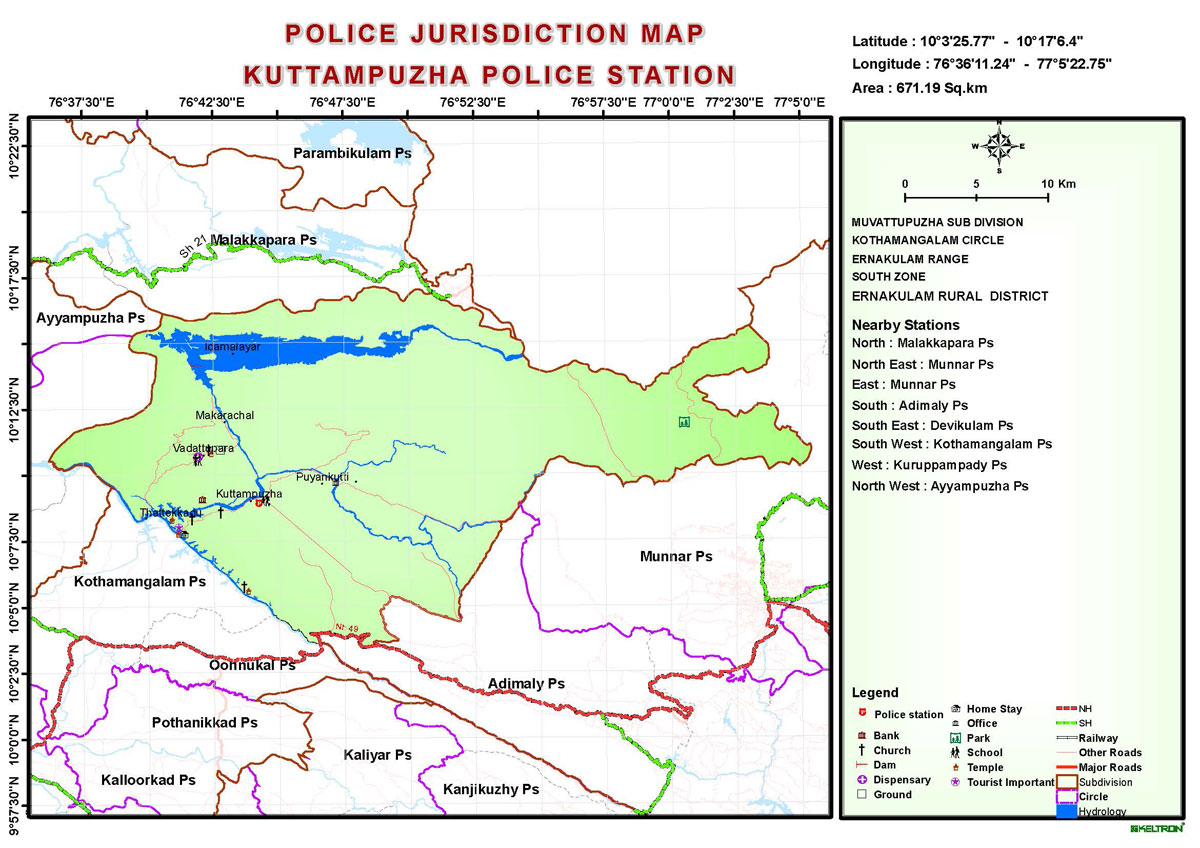 POLICE JURISDICTION MAP
KUTTAMPUZHA POLICE STATION
Latitude : 10°3'25.77" - 10°17'6.4"
Longitude : 76°36'11.24" - 77°5'22.75"
Area : 671.19 Sq.km
76°37'30"E 76°42'30"E 76°47'30"E 76°52'30"E 76°57'30"E 77°0'0"E 77°2'30"E 77°5'0"E
10°22'30"N
10°17'30"N
10°12'30"N
10°7'30"N
10°5'0"N
10°2'30"N
10°0'0"N
9°57'30"N
Parambikulam Ps
Sh 21
Malakkapara Ps
Ayyampuzha Ps
Idamalayar
Makarachal
Vadattupara
Puyankutti
Kuttampuzha
Thattekkadu
Munnar Ps
Kothamangalam Ps
NH 49
Oonnukal Ps
Adimaly Ps
Pothanikkad Ps
Kaliyar Ps
Kalloorkad Ps
Kanjikuzhy Ps
N
W
E
S
0 5 10 Km
MUVATTUPUZHA SUB DIVISION
KOTHAMANGALAM CIRCLE
ERNAKULAM RANGE
SOUTH ZONE
ERNAKULAM RURAL DISTRICT
Nearby Stations
North : Malakkapara Ps
North East : Munnar Ps
East : Munnar Ps
South : Adimaly Ps
South East : Devikulam Ps
South West : Kothamangalam Ps
West : Kuruppampady Ps
North West : Ayyampuzha Ps
Legend
Police station
Bank
Church
Dam
Dispensary
Ground
Home Stay
Office
Park
School
Temple
Tourist Important
NH
SH
Railway
Other Roads
Major Roads
Subdivision
Circle
Hydrology
KELTRON